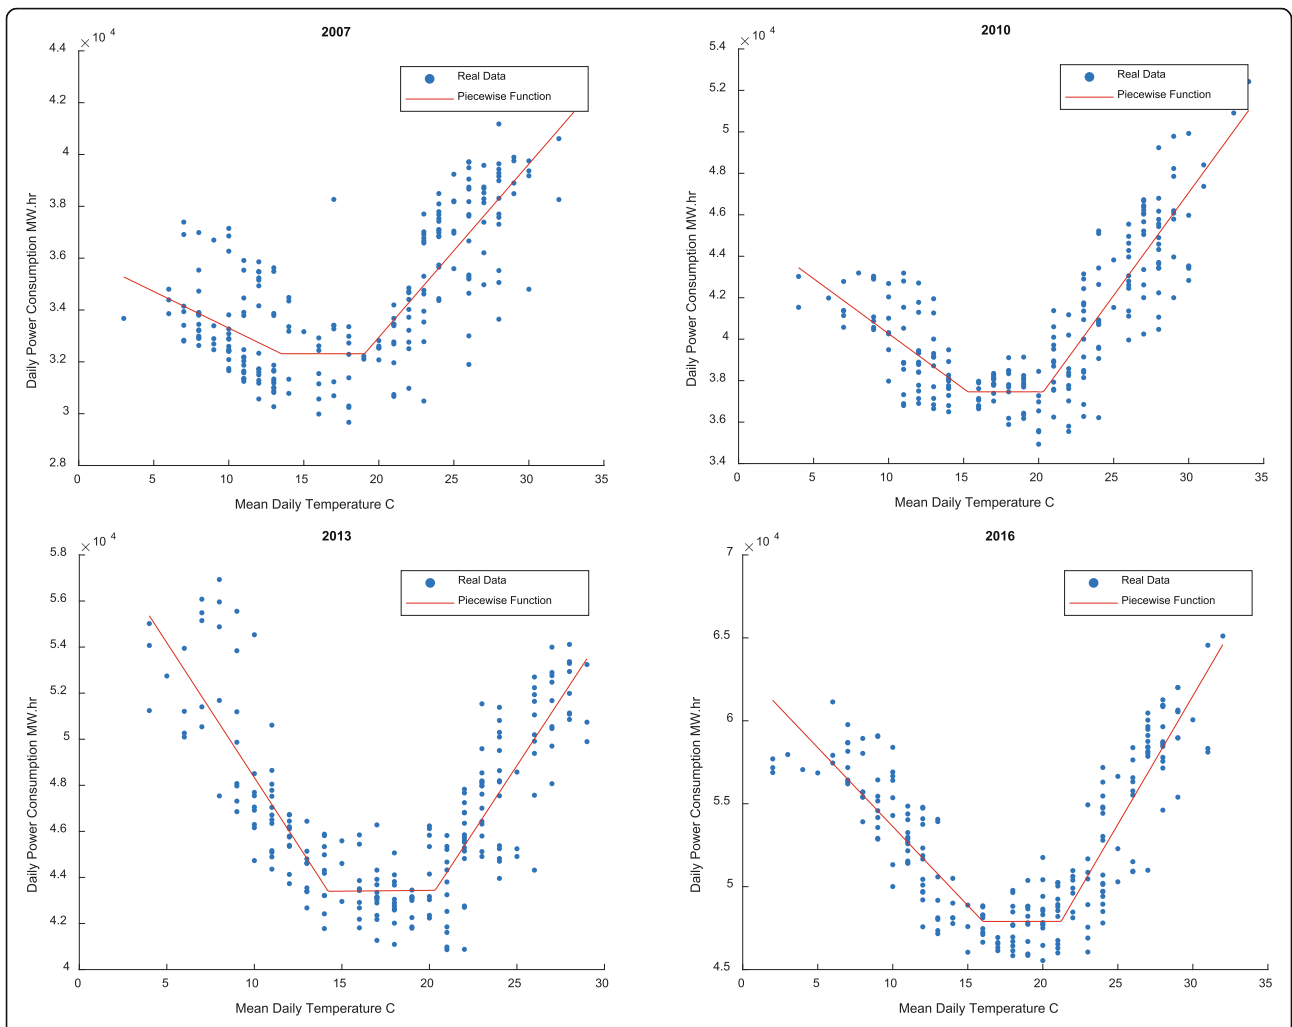 2007
× 10 4
4.4
4.2
4
3.8
3.6
3.4
3.2
3
2.8
Daily Power Consumption MW.hr
Real Data
Piecewise Function
0 5 10 15 20 25 30 35
Mean Daily Temperature C
2010
× 10 4
5.4
5.2
5
4.8
4.6
4.4
4.2
4
3.8
3.6
3.4
Daily Power Consumption MW.hr
Real Data
Piecewise Function
0 5 10 15 20 25 30 35
Mean Daily Temperature C
2013
× 10 4
5.8
5.6
5.4
5.2
5
4.8
4.6
4.4
4.2
4
Daily Power Consumption MW.hr
Real Data
Piecewise Function
0 5 10 15 20 25 30
Mean Daily Temperature C
2016
× 10 4
7
6.5
6
5.5
5
4.5
Daily Power Consumption MW.hr
Real Data
Piecewise Function
0 5 10 15 20 25 30 35
Mean Daily Temperature C